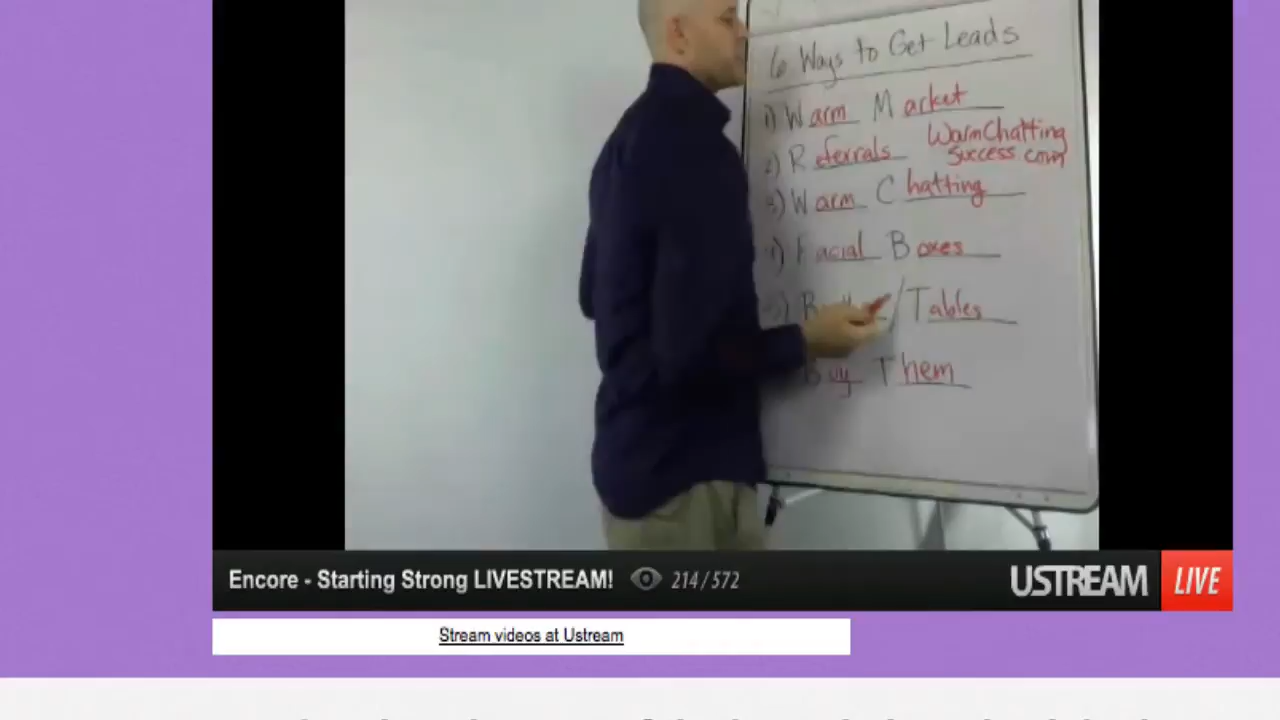 6 Ways to Get Leads
1) Warm Market
2) Referrals
WarmChatting
Success.com
3) Warm Chatting
4) Facial Boxes
/Tables
Buy Them
Encore - Starting Strong LIVESTREAM! 214/572
USTREAM LIVE
Stream videos at Ustream